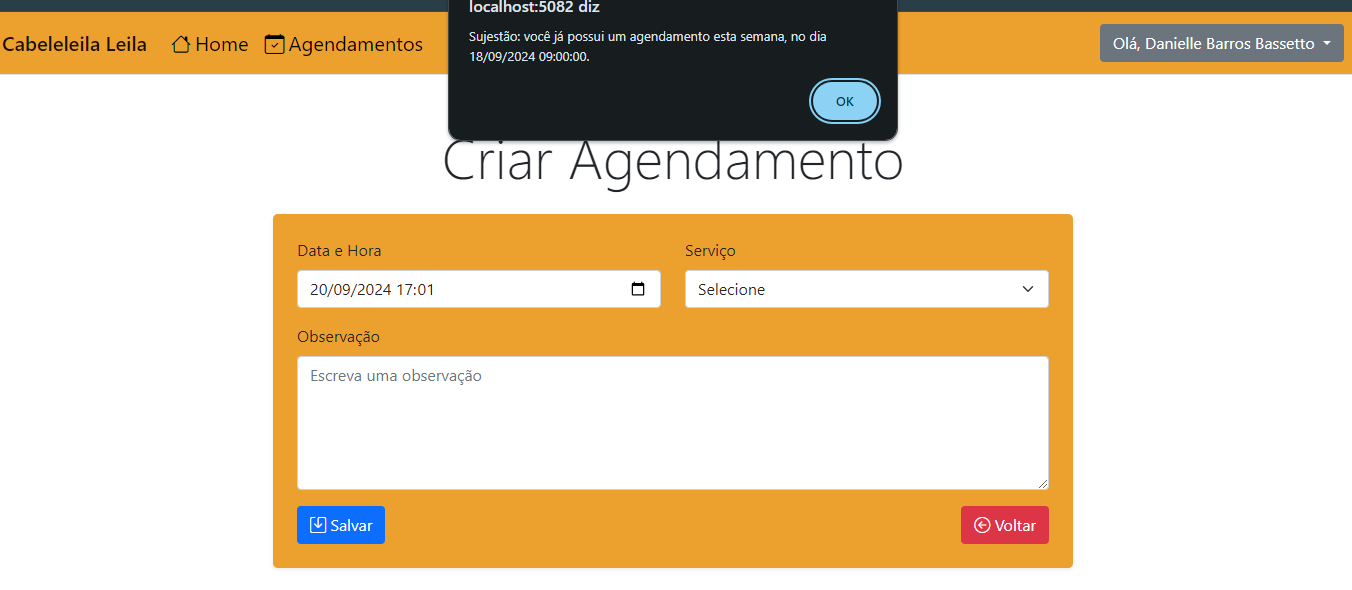 localhost:5082 diz
Sujestão: você já possui um agendamento esta semana, no dia
18/09/2024 09:00:00.
OK
Cabeleleila Leila Home Agendamentos Olá, Danielle Barros Bassetto
Criar Agendamento
Data e Hora Serviço
20/09/2024 17:01 Selecione
Observação
Escreva uma observação
Salvar Voltar